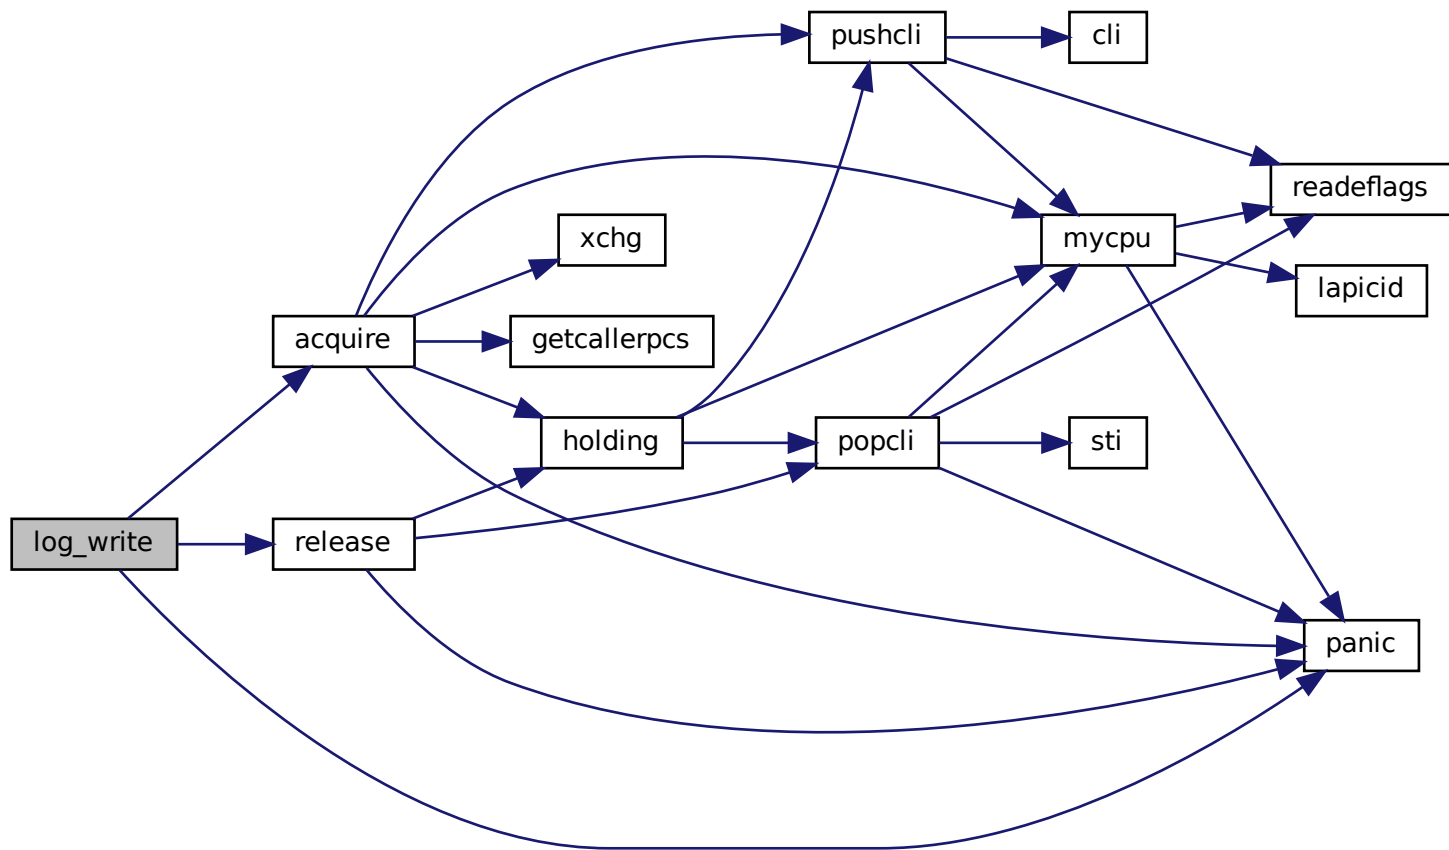 pushcli
cli
readeflags
xchg
mycpu
lapicid
acquire
getcallerpcs
holding
popcli
sti
log_write
release
panic